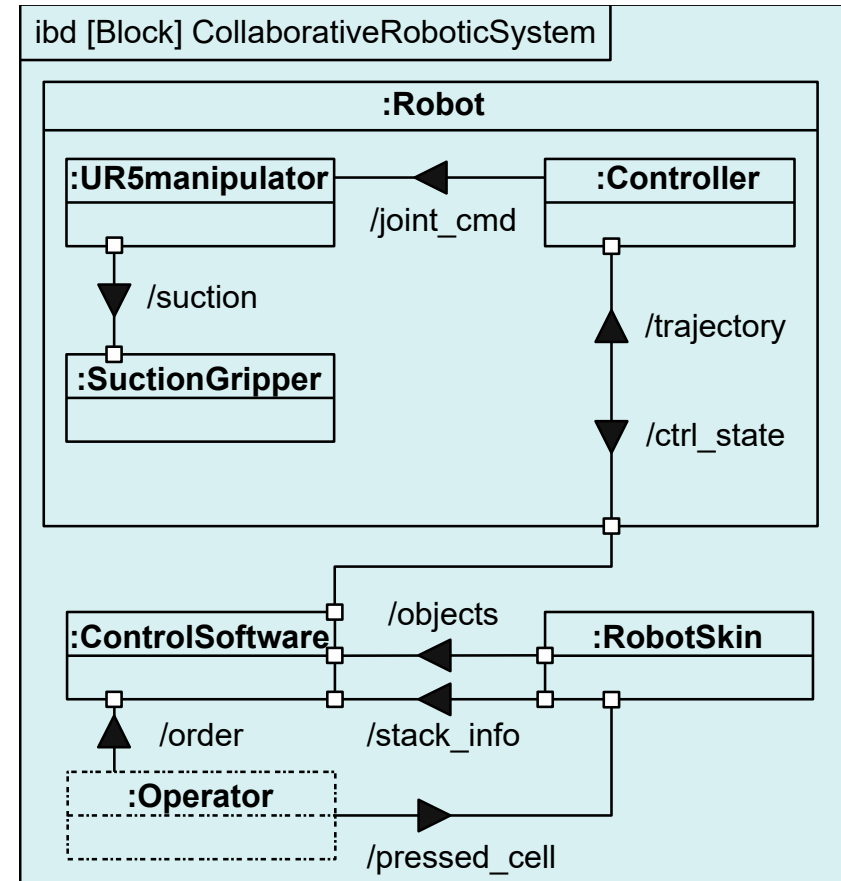 ibd [Block] CollaborativeRoboticSystem
:Robot
:UR5manipulator
:Controller
/joint_cmd
/suction
/trajectory
:SuctionGripper
/ctrl_state
/objects
:ControlSoftware
:RobotSkin
/order
/stack_info
:Operator
/pressed_cell